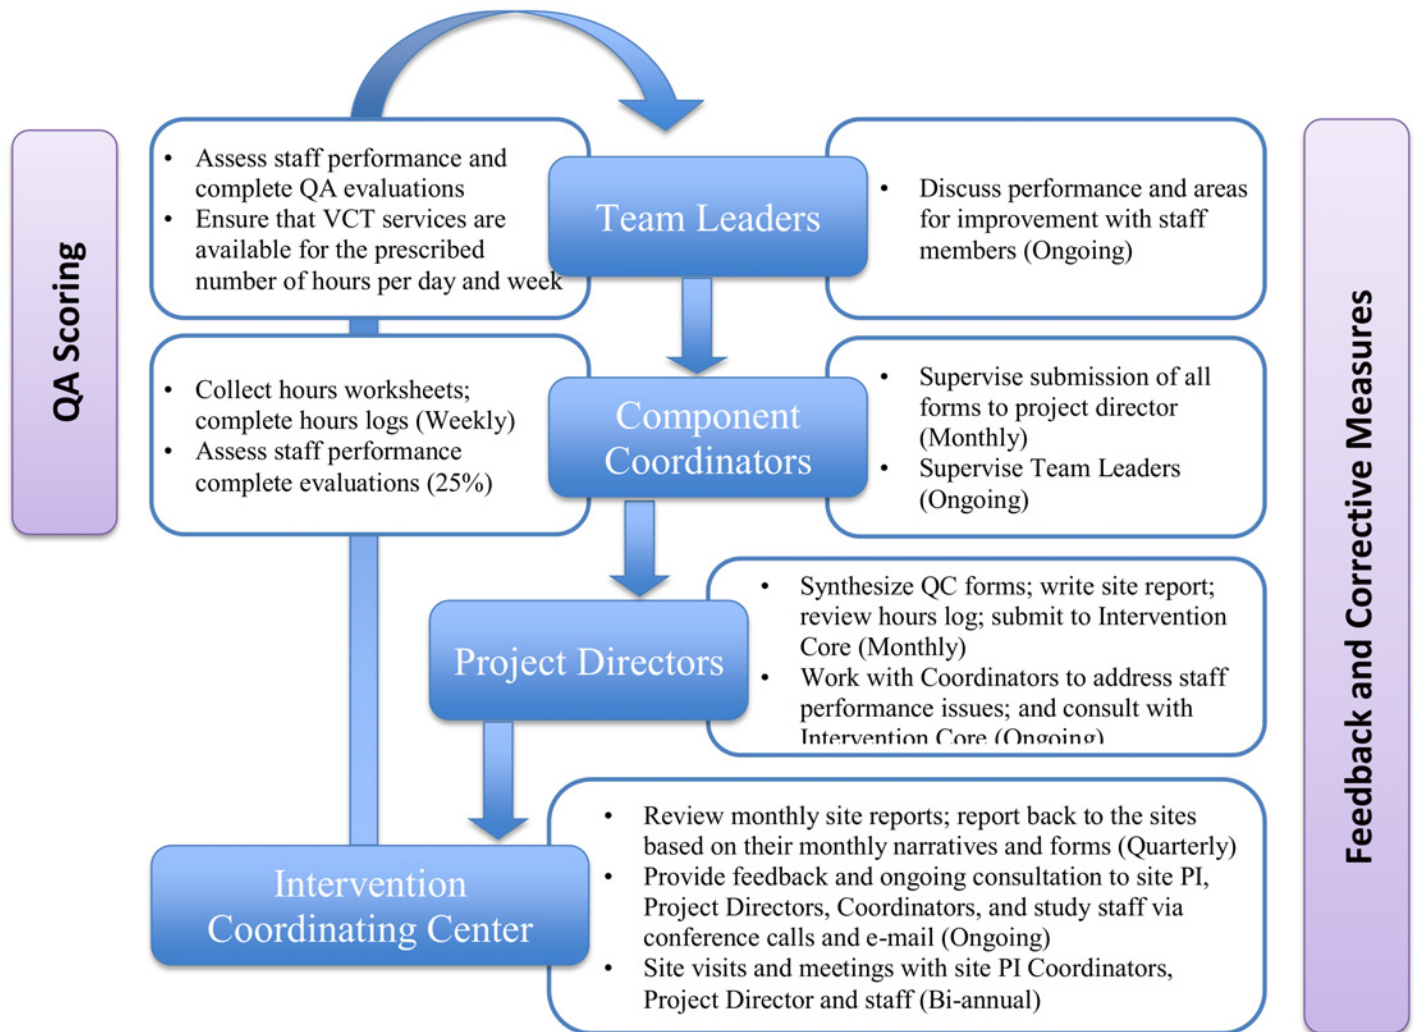 QA Scoring
• Assess staff performance and
complete QA evaluations
• Ensure that VCT services are
available for the prescribed
number of hours per day and week
Team Leaders
• Discuss performance and areas
for improvement with staff
members (Ongoing)
• Collect hours worksheets;
complete hours logs (Weekly)
• Assess staff performance
complete evaluations (25%)
Component
Coordinators
• Supervise submission of all
forms to project director
(Monthly)
• Supervise Team Leaders
(Ongoing)
Project Directors
• Synthesize QC forms; write site report;
review hours log; submit to Intervention
Core (Monthly)
• Work with Coordinators to address staff
performance issues; and consult with
Intervention Core (Ongoing)
Intervention
Coordinating Center
• Review monthly site reports; report back to the sites
based on their monthly narratives and forms (Quarterly)
• Provide feedback and ongoing consultation to site PI,
Project Directors, Coordinators, and study staff via
conference calls and e-mail (Ongoing)
• Site visits and meetings with site PI Coordinators,
Project Director and staff (Bi-annual)
Feedback and Corrective Measures